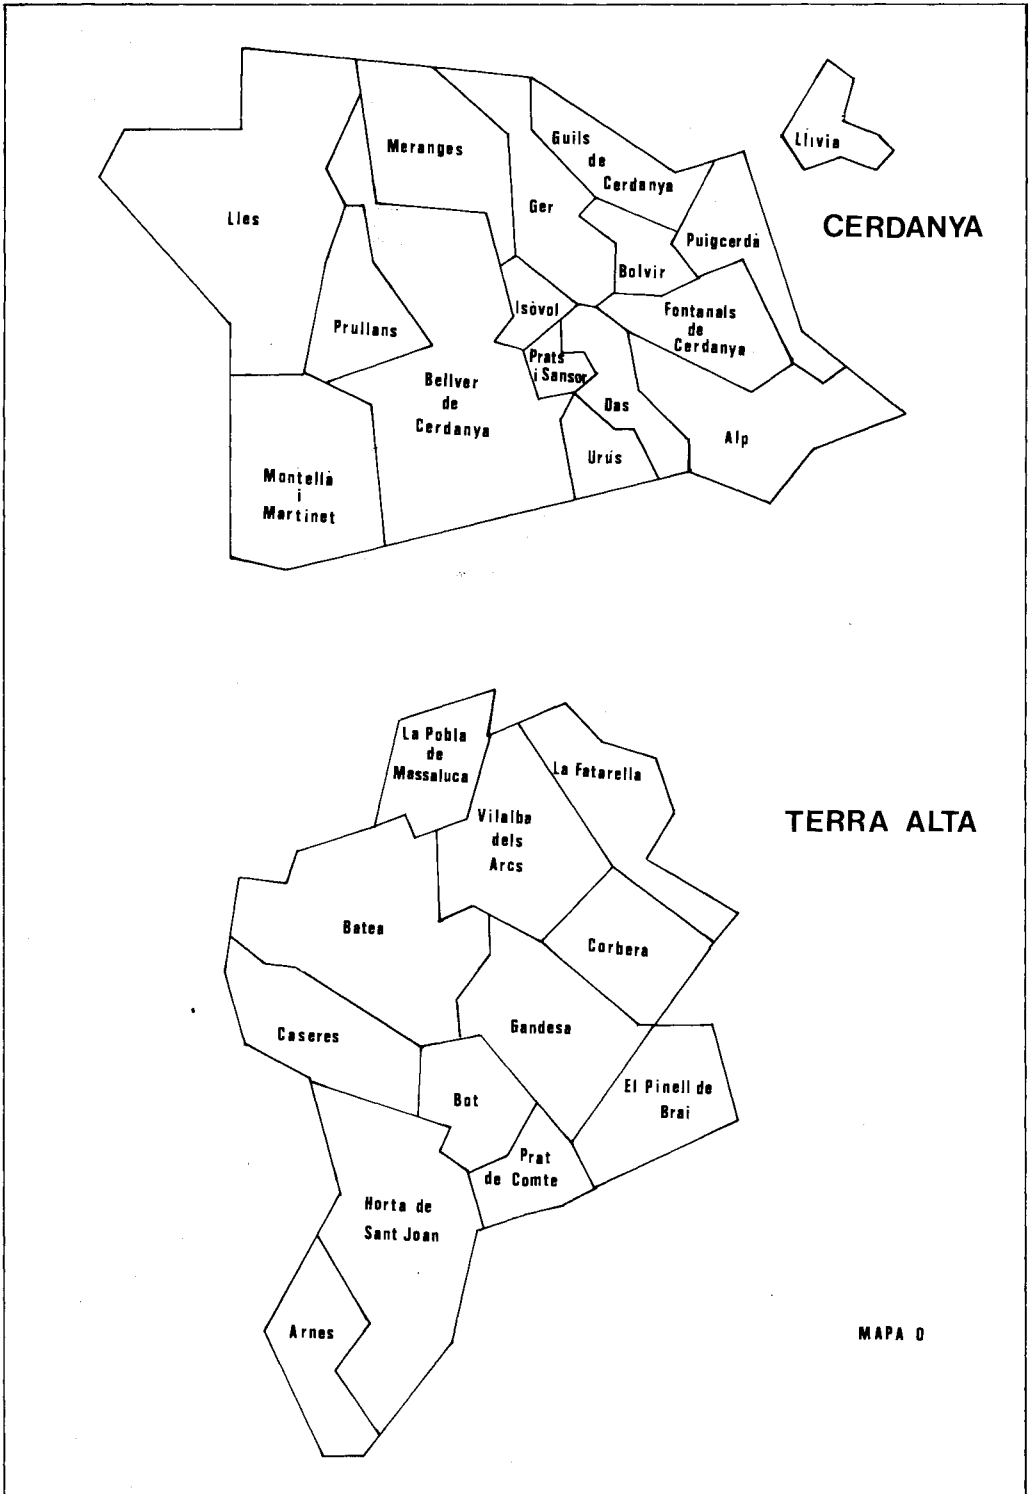 Meranges
Guils
de
Cerdanya
Llívia
CERDANYA
Lles
Ger
Puigcerdà
Bolvir
Prullans
Isòvol
Fontanals
de
Cerdanya
Prats
i Sansor
Bellver
de
Cerdanya
Das
Alp
Urús
Montellà
i
Martinet
La Pobla
de
Massaluca
La Fatarella
TERRA ALTA
Vilalba
dels
Arcs
Batea
Corbera
Gandesa
Caseres
El Pinell de
Brai
Bot
Prat
de Comte
Horta de
Sant Joan
Arnes
MAPA 0